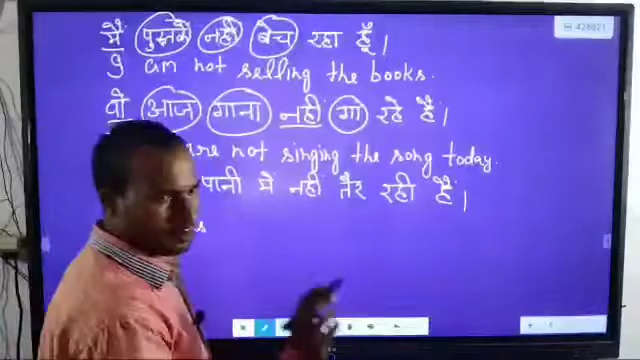 मैं पुस्तकें नहीं बेच रहा हूँ।
I am not selling the books.
वो आज गाना नहीं गा रहे हैं।
are not singing the song today.
पानी में नहीं तैर रही है।
428821